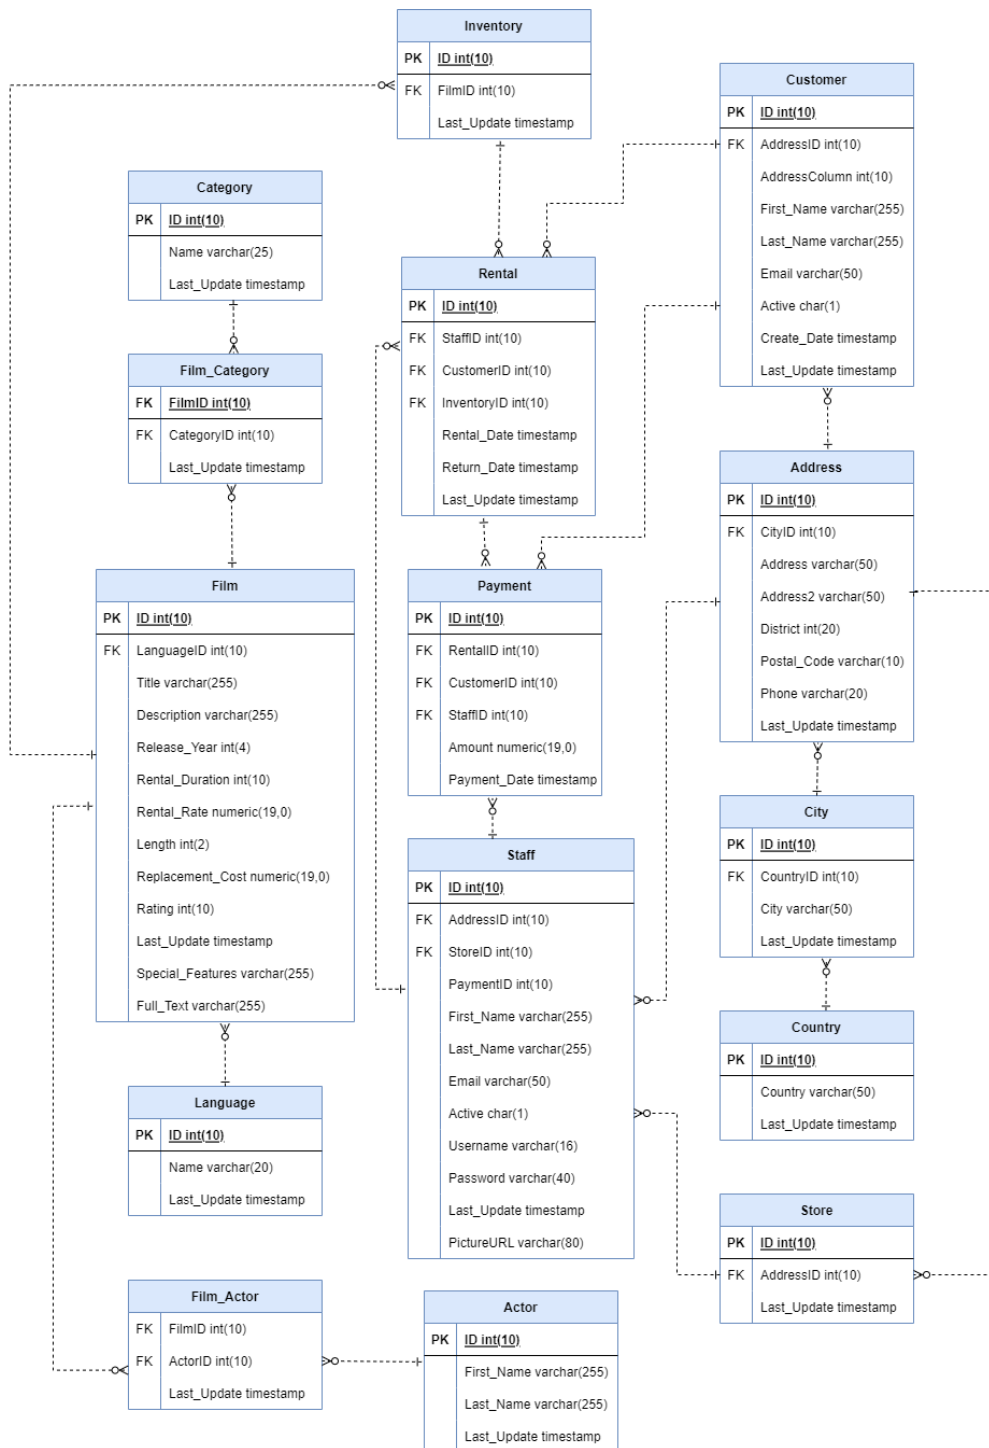 Inventory
PK ID int(10)
FK FilmID int(10)
Last_Update timestamp
Customer
PK ID int(10)
FK AddressID int(10)
AddressColumn int(10)
First_Name varchar(255)
Last_Name varchar(255)
Email varchar(50)
Active char(1)
Create_Date timestamp
Last_Update timestamp
Category
PK ID int(10)
Name varchar(25)
Last_Update timestamp
Rental
PK ID int(10)
FK StaffID int(10)
FK CustomerID int(10)
FK InventoryID int(10)
Rental_Date timestamp
Return_Date timestamp
Last_Update timestamp
Film_Category
FK FilmID int(10)
FK CategoryID int(10)
Last_Update timestamp
Address
PK ID int(10)
FK CityID int(10)
Address varchar(50)
Address2 varchar(50)
District int(20)
Postal_Code varchar(10)
Phone varchar(20)
Last_Update timestamp
Film
PK ID int(10)
FK LanguageID int(10)
Title varchar(255)
Description varchar(255)
Release_Year int(4)
Rental_Duration int(10)
Rental_Rate numeric(19,0)
Length int(2)
Replacement_Cost numeric(19,0)
Rating int(10)
Last_Update timestamp
Special_Features varchar(255)
Full_Text varchar(255)
Payment
PK ID int(10)
FK RentalID int(10)
FK CustomerID int(10)
FK StaffID int(10)
Amount numeric(19,0)
Payment_Date timestamp
City
PK ID int(10)
FK CountryID int(10)
City varchar(50)
Last_Update timestamp
Staff
PK ID int(10)
FK AddressID int(10)
FK StoreID int(10)
PaymentID int(10)
First_Name varchar(255)
Last_Name varchar(255)
Email varchar(50)
Active char(1)
Username varchar(16)
Password varchar(40)
Last_Update timestamp
PictureURL varchar(80)
Country
PK ID int(10)
Country varchar(50)
Last_Update timestamp
Language
PK ID int(10)
Name varchar(20)
Last_Update timestamp
Store
PK ID int(10)
FK AddressID int(10)
Last_Update timestamp
Film_Actor
FK FilmID int(10)
FK ActorID int(10)
Last_Update timestamp
Actor
PK ID int(10)
First_Name varchar(255)
Last_Name varchar(255)
Last_Update timestamp